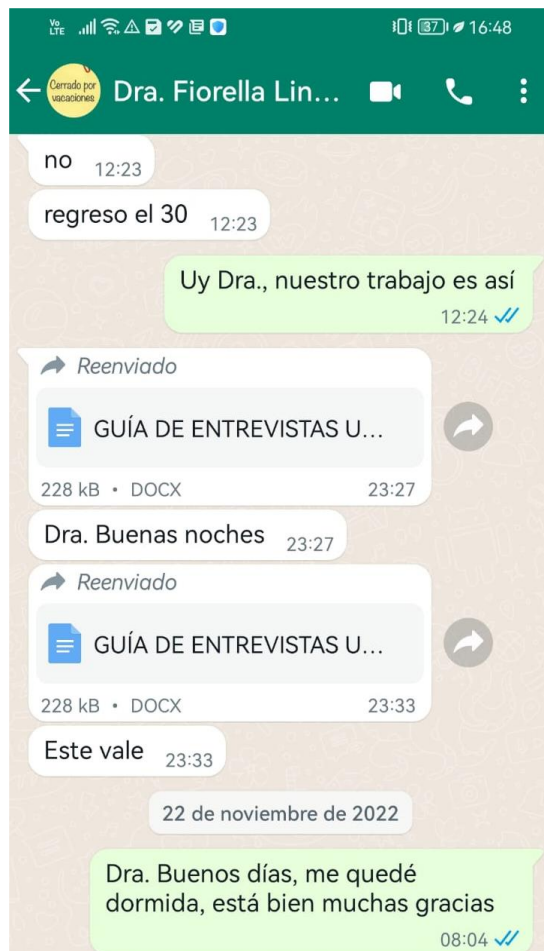 Vo LTE 37 16:48
Cerrado por vacaciones
Dra. Fiorella Lin...
no 12:23
regreso el 30 12:23
Uy Dra., nuestro trabajo es así
12:24
Reenviado
GUÍA DE ENTREVISTAS U...
228 kB • DOCX 23:27
Dra. Buenas noches 23:27
Reenviado
GUÍA DE ENTREVISTAS U...
228 kB • DOCX 23:33
Este vale 23:33
22 de noviembre de 2022
Dra. Buenos días, me quedé
dormida, está bien muchas gracias
08:04